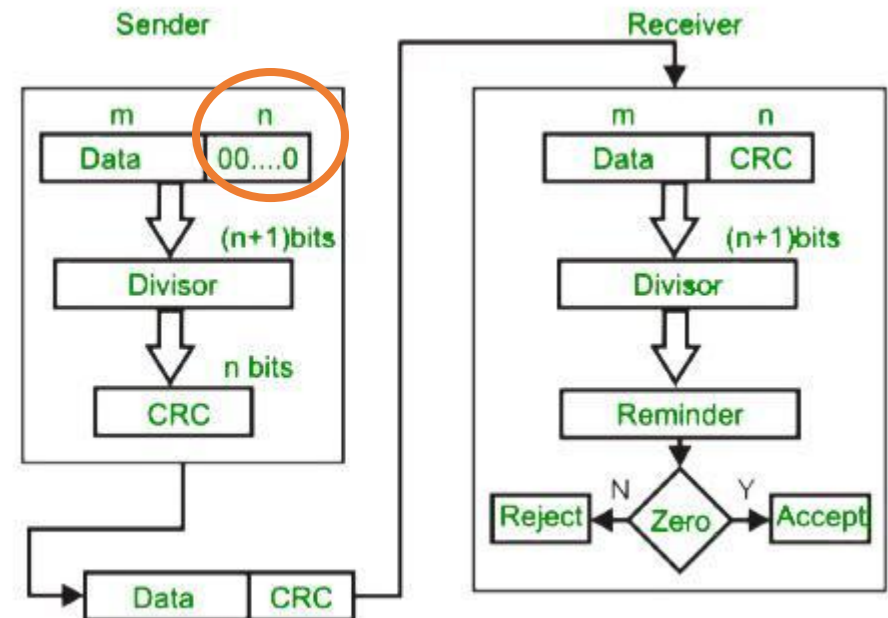 Sender
m n
Data 00....0
(n+1)bits
Divisor
n bits
CRC
Data CRC
Receiver
m n
Data CRC
(n+1)bits
Divisor
Reminder
N Y
Reject Zero Accept